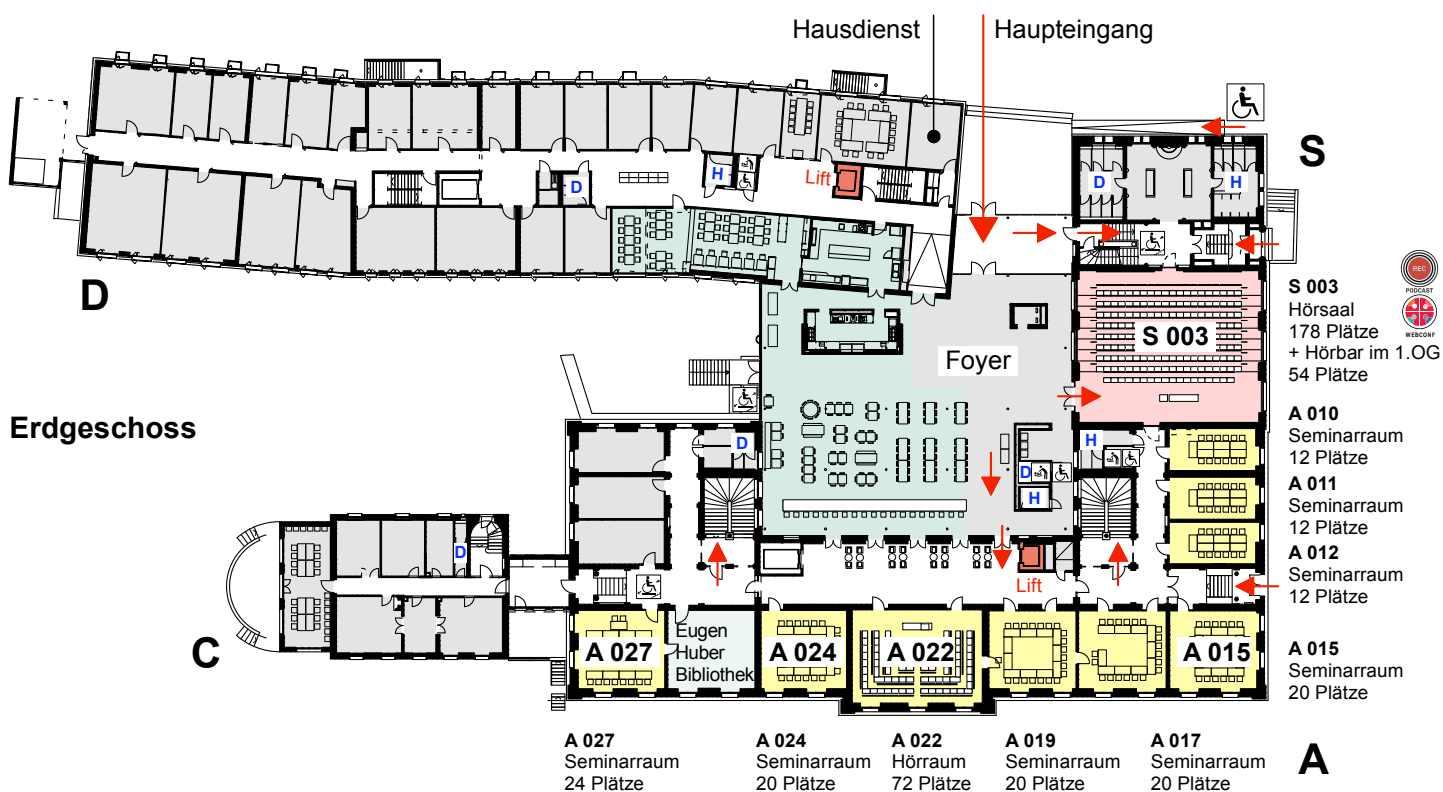 Hausdienst
Haupteingang
S
D
H
Lift
H
D
D
S 003
Foyer
REC
PODCAST
WEBCONF
S 003
Hörsaal
178 Plätze
+ Hörbar im 1.OG
54 Plätze
Erdgeschoss
D
H
D
H
A 010
Seminarraum
12 Plätze
A 011
Seminarraum
12 Plätze
A 012
Seminarraum
12 Plätze
D
Lift
C
A 027
Eugen
Huber
Bibliothek
A 024
A 022
A 015
A 015
Seminarraum
20 Plätze
A 027
Seminarraum
24 Plätze
A 024
Seminarraum
20 Plätze
A 022
Hörraum
72 Plätze
A 019
Seminarraum
20 Plätze
A 017
Seminarraum
20 Plätze
A